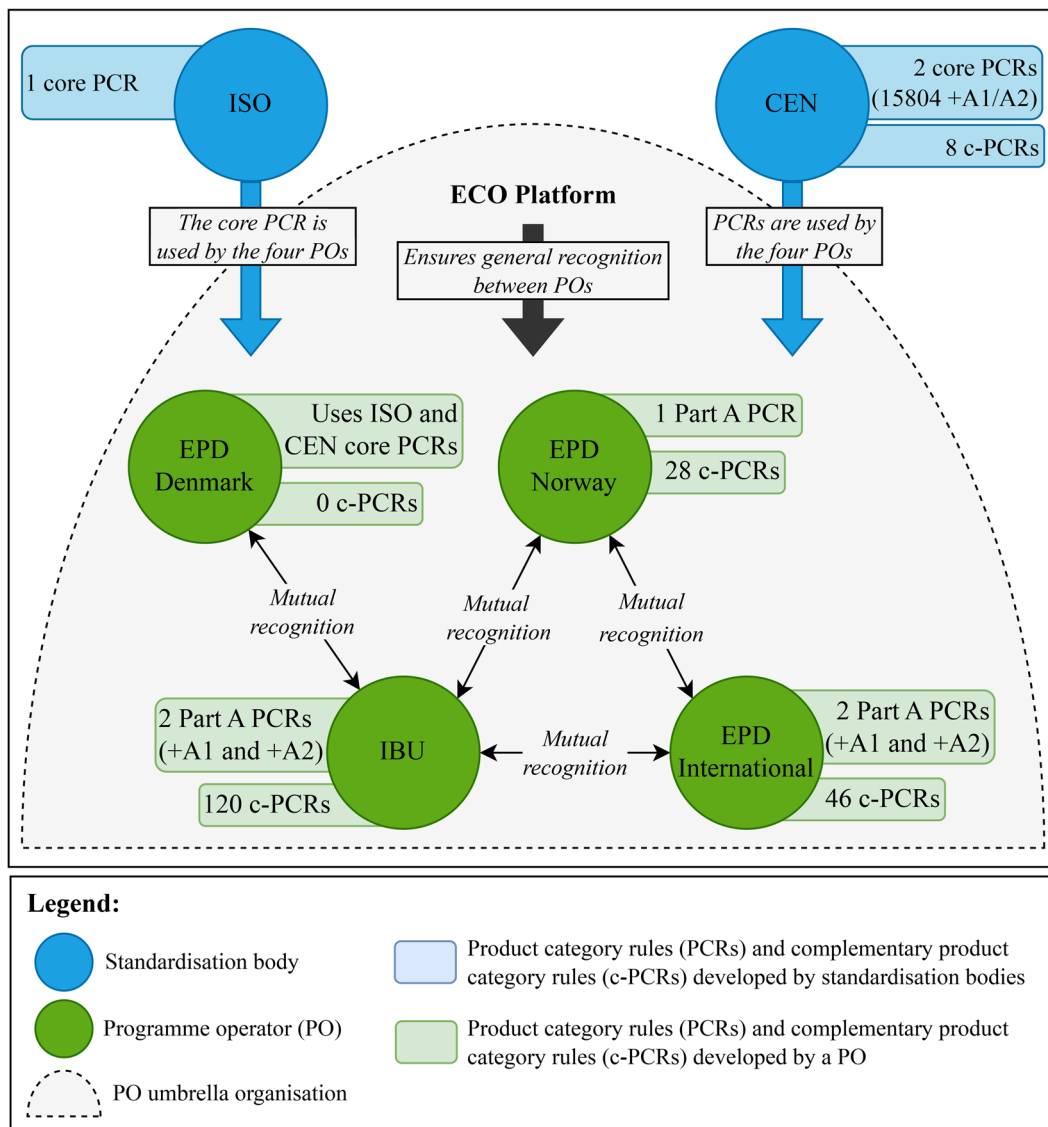 1 core PCR
ISO
CEN
2 core PCRs
(15804 +A1/A2)
8 c-PCRs
ECO Platform
The core PCR is
used by the four POs
Ensures general recognition
between POs
PCRs are used by
the four POs
EPD
Denmark
Uses ISO and
CEN core PCRs
0 c-PCRs
EPD
Norway
1 Part A PCR
28 c-PCRs
Mutual
recognition
Mutual
recognition
Mutual
recognition
2 Part A PCRs
(+A1 and +A2)
120 c-PCRs
IBU
Mutual
recognition
EPD
International
2 Part A PCRs
(+A1 and +A2)
46 c-PCRs
Legend:
Standardisation body
Programme operator (PO)
PO umbrella organisation
Product category rules (PCRs) and complementary product
category rules (c-PCRs) developed by standardisation bodies
Product category rules (PCRs) and complementary product
category rules (c-PCRs) developed by a PO